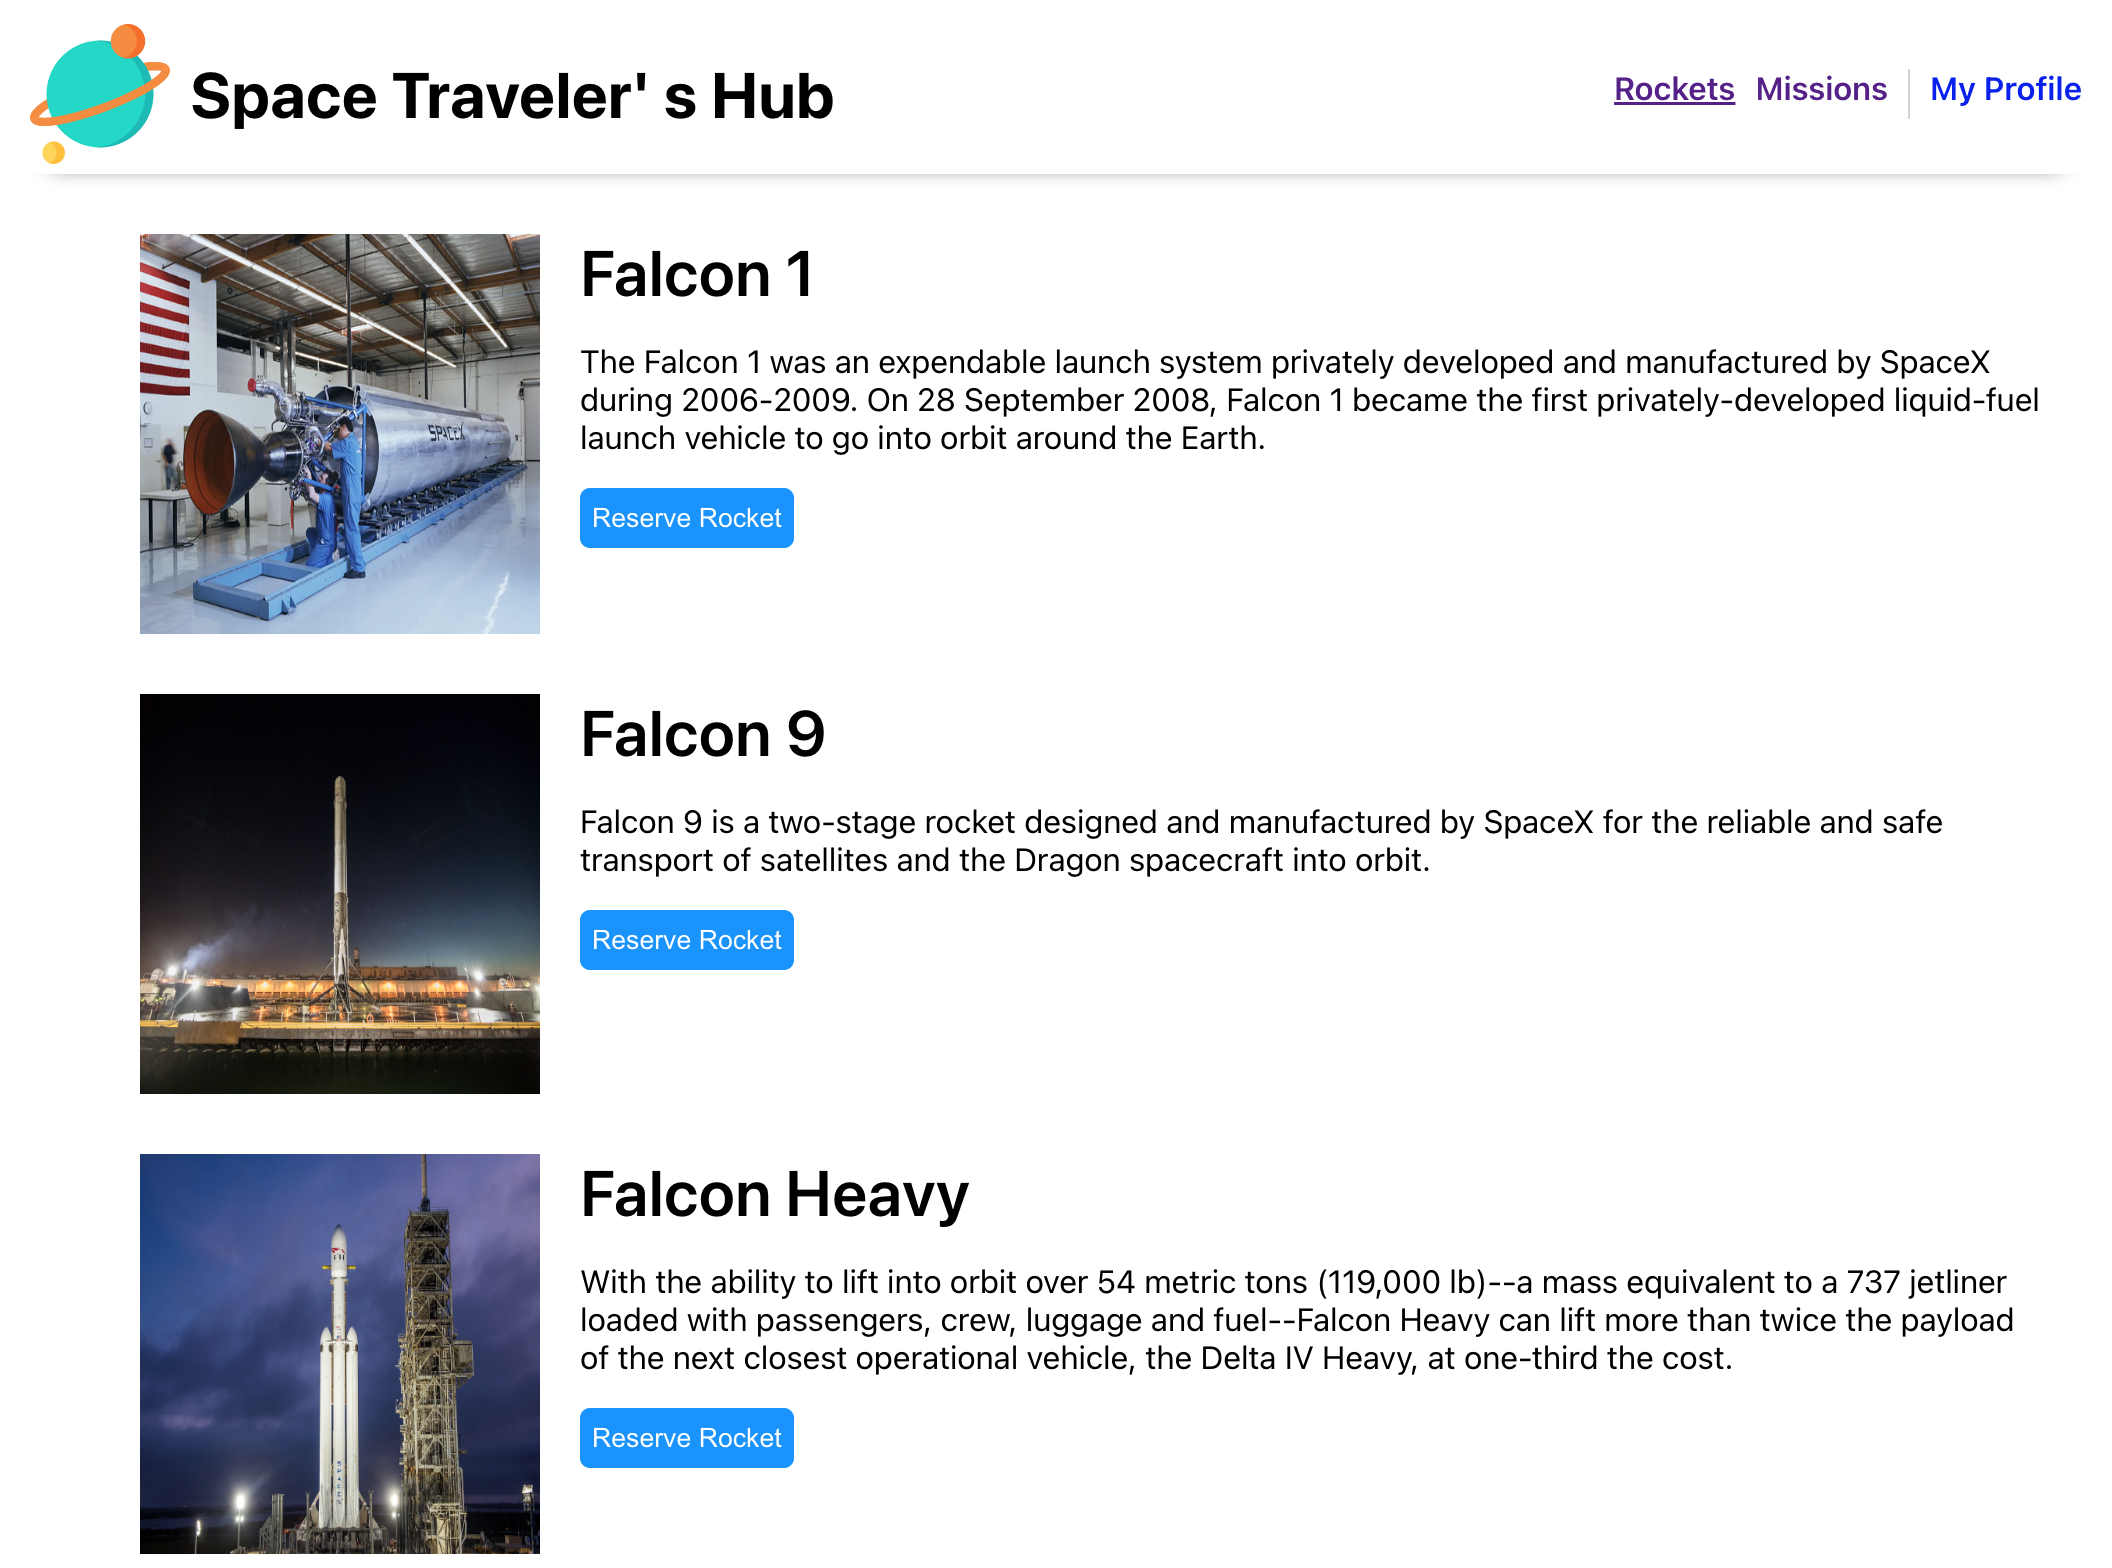 Space Traveler' s Hub
Rockets
Missions
My Profile
Falcon 1
SPACEX
The Falcon 1 was an expendable launch system privately developed and manufactured by SpaceX
during 2006-2009. On 28 September 2008, Falcon 1 became the first privately-developed liquid-fuel
launch vehicle to go into orbit around the Earth.
Reserve Rocket
Falcon 9
Falcon 9 is a two-stage rocket designed and manufactured by SpaceX for the reliable and safe
transport of satellites and the Dragon spacecraft into orbit.
Reserve Rocket
Falcon Heavy
With the ability to lift into orbit over 54 metric tons (119,000 lb)--a mass equivalent to a 737 jetliner
loaded with passengers, crew, luggage and fuel--Falcon Heavy can lift more than twice the payload
of the next closest operational vehicle, the Delta IV Heavy, at one-third the cost.
Reserve Rocket